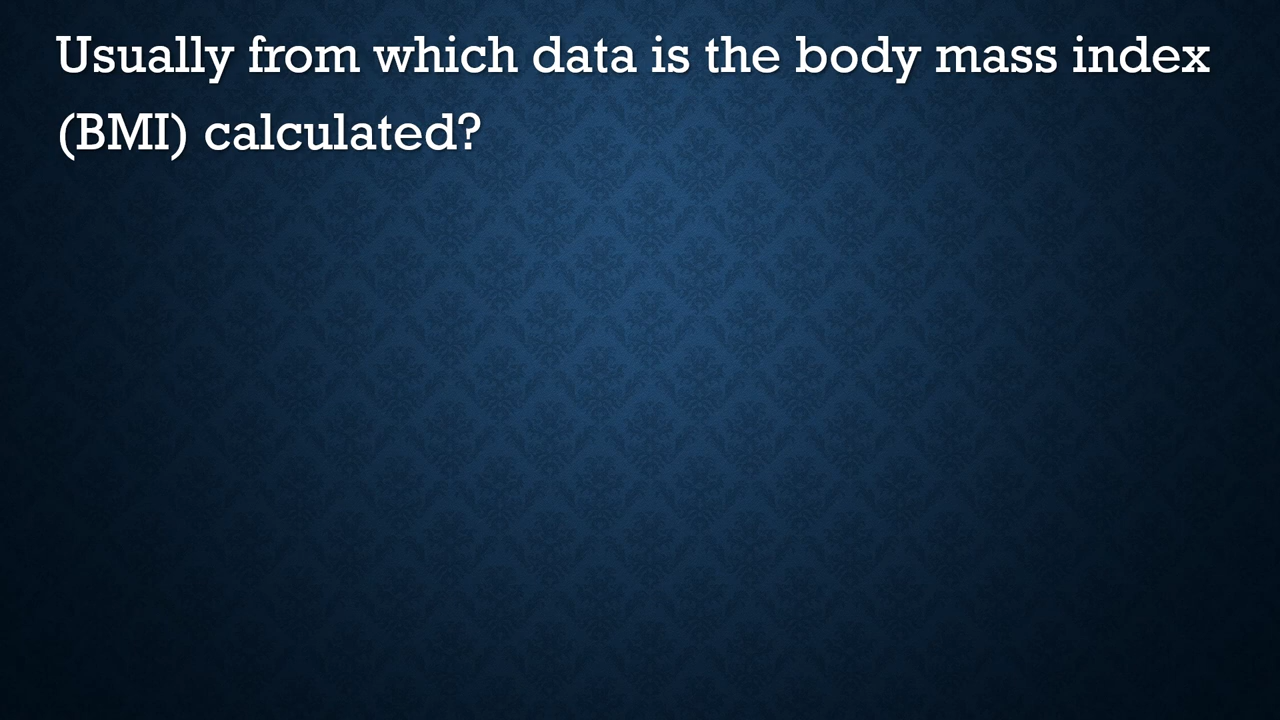 Usually from which data is the body mass index
(BMI) calculated?